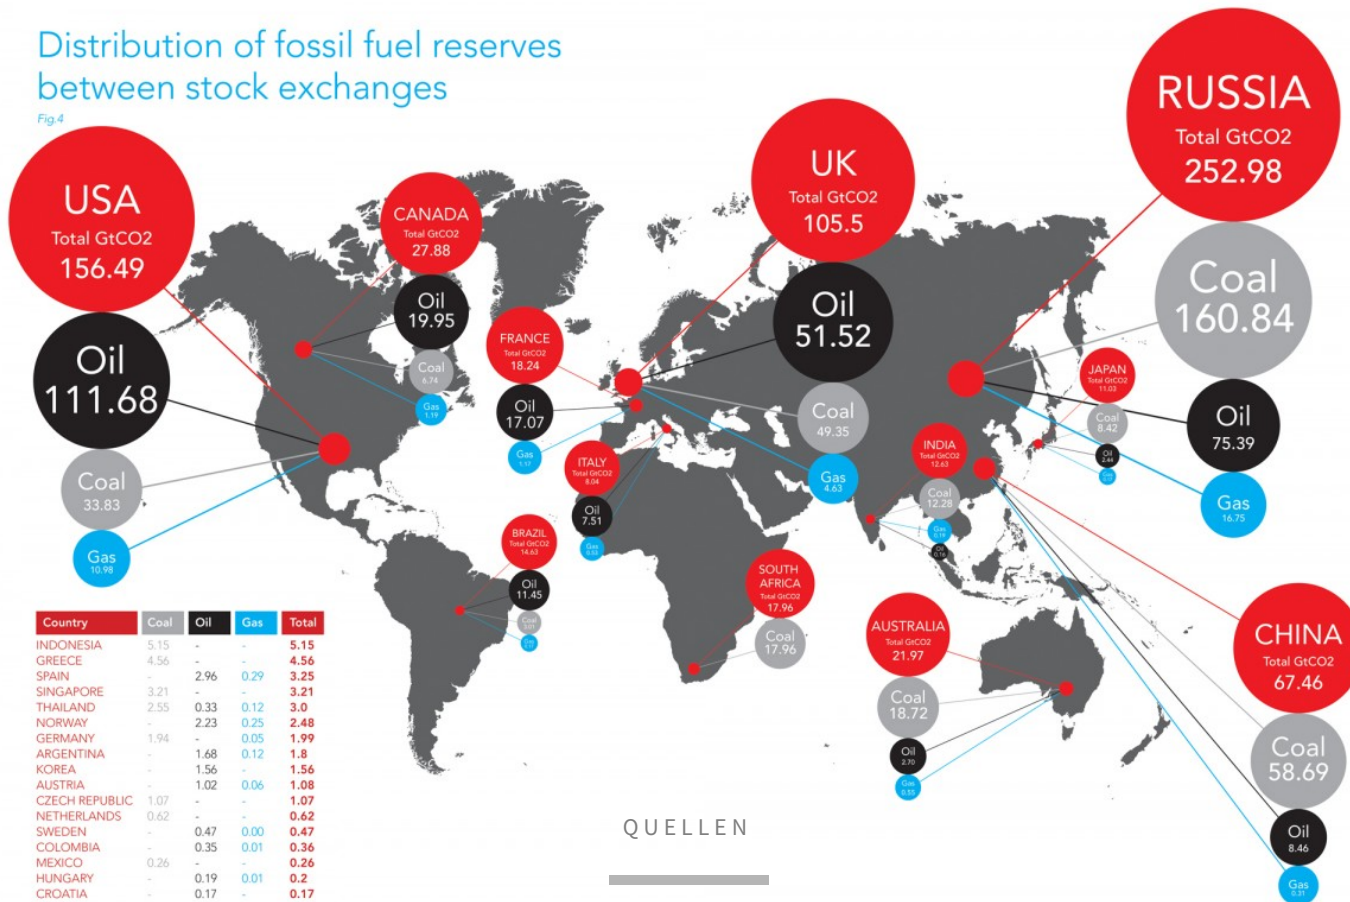 Distribution of fossil fuel reserves
between stock exchanges
Fig.4
USA
Total GtCO2
156.49
Oil
111.68
Coal
33.83
Gas
10.98
CANADA
Total GtCO2
27.88
Oil
19.95
Coal
6.74
Gas
1.19
FRANCE
Total GtCO2
18.24
Oil
17.07
Gas
1.17
ITALY
Total GtCO2
8.04
Oil
7.51
Gas
0.53
BRAZIL
Total GtCO2
14.63
Oil
11.45
Coal
Gas
UK
Total GtCO2
105.5
Oil
51.52
Coal
49.35
Gas
4.63
SOUTH
AFRICA
Total GtCO2
17.96
Coal
17.96
INDIA
Total GtCO2
12.63
Coal
12.28
Gas
0.19
Oil
0.16
RUSSIA
Total GtCO2
252.98
Coal
160.84
Oil
75.39
Gas
16.75
JAPAN
Total GtCO2
11.03
Coal
8.42
Oil
2.44
AUSTRALIA
Total GtCO2
21.97
Coal
18.72
Oil
2.70
Gas
0.55
CHINA
Total GtCO2
67.46
Coal
58.69
Oil
8.46
Gas
0.31
Country Coal Oil Gas Total
INDONESIA 5.15 - - 5.15
GREECE 4.56 - - 4.56
SPAIN - 2.96 0.29 3.25
SINGAPORE 3.21 - - 3.21
THAILAND 2.55 0.33 0.12 3.0
NORWAY - 2.23 0.25 2.48
GERMANY 1.94 - 0.05 1.99
ARGENTINA - 1.68 0.12 1.8
KOREA - 1.56 - 1.56
AUSTRIA - 1.02 0.06 1.08
CZECH REPUBLIC 1.07 - - 1.07
NETHERLANDS 0.62 - - 0.62
SWEDEN - 0.47 0.00 0.47
COLOMBIA - 0.35 0.01 0.36
MEXICO 0.26 - - 0.26
HUNGARY - 0.19 0.01 0.2
CROATIA - 0.17 - 0.17
QUELLEN